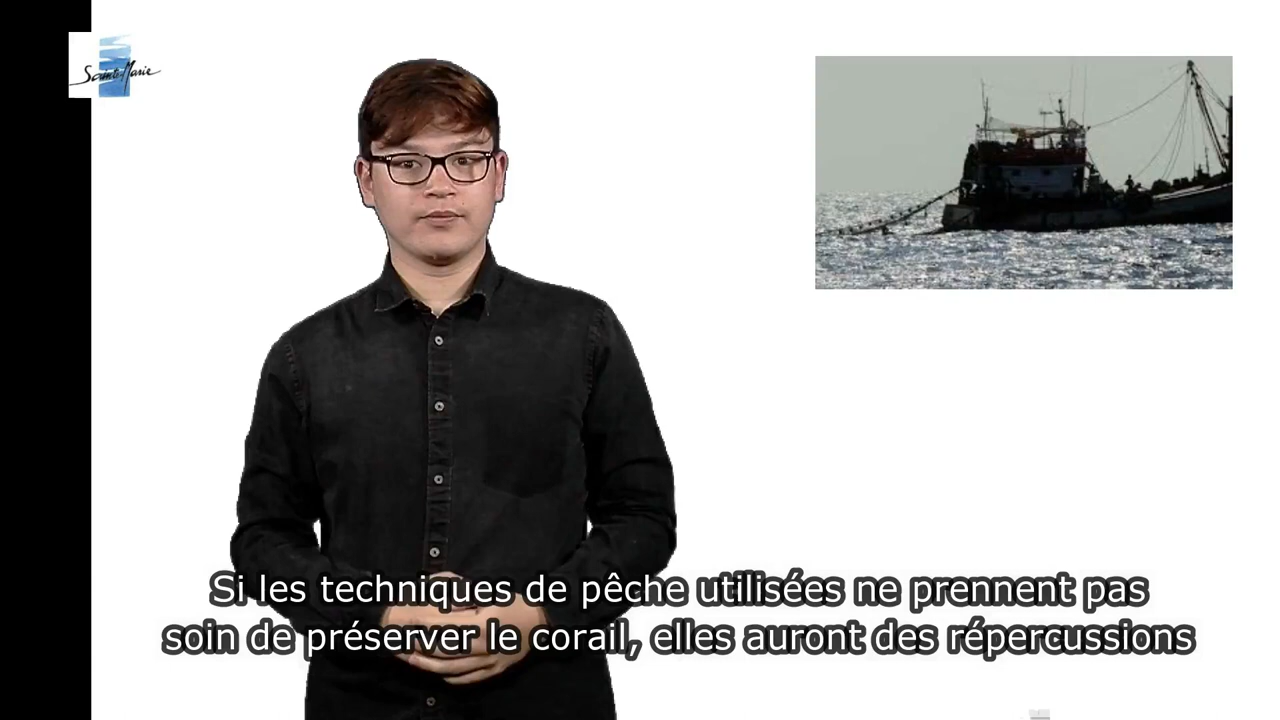 Sainte Marie
Si les techniques de pêche utilisées ne prennent pas
soin de préserver le corail, elles auront des répercussions